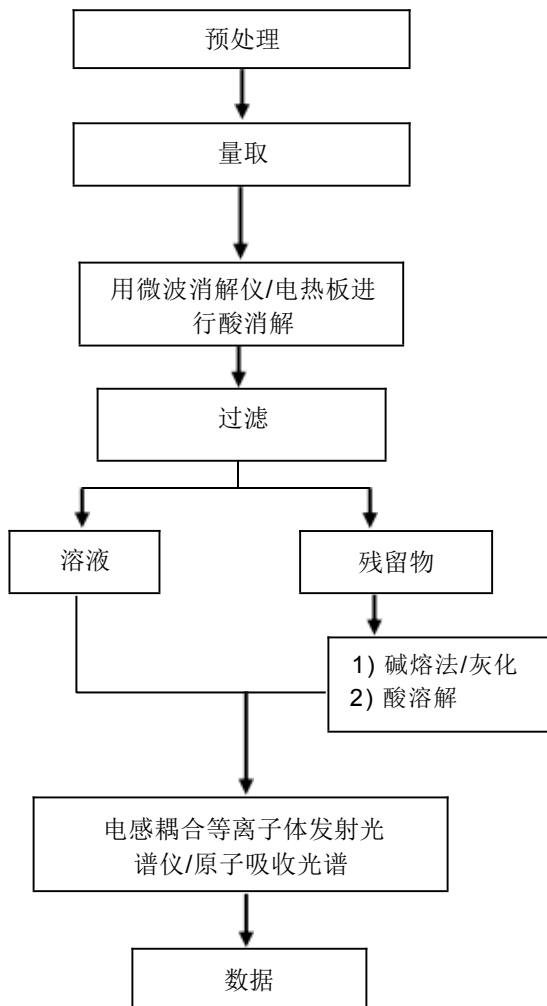 预处理
量取
用微波消解仪/电热板进
行酸消解
过滤
溶液
残留物
1) 碱熔法/灰化
2) 酸溶解
电感耦合等离子体发射光
谱仪/原子吸收光谱
数据